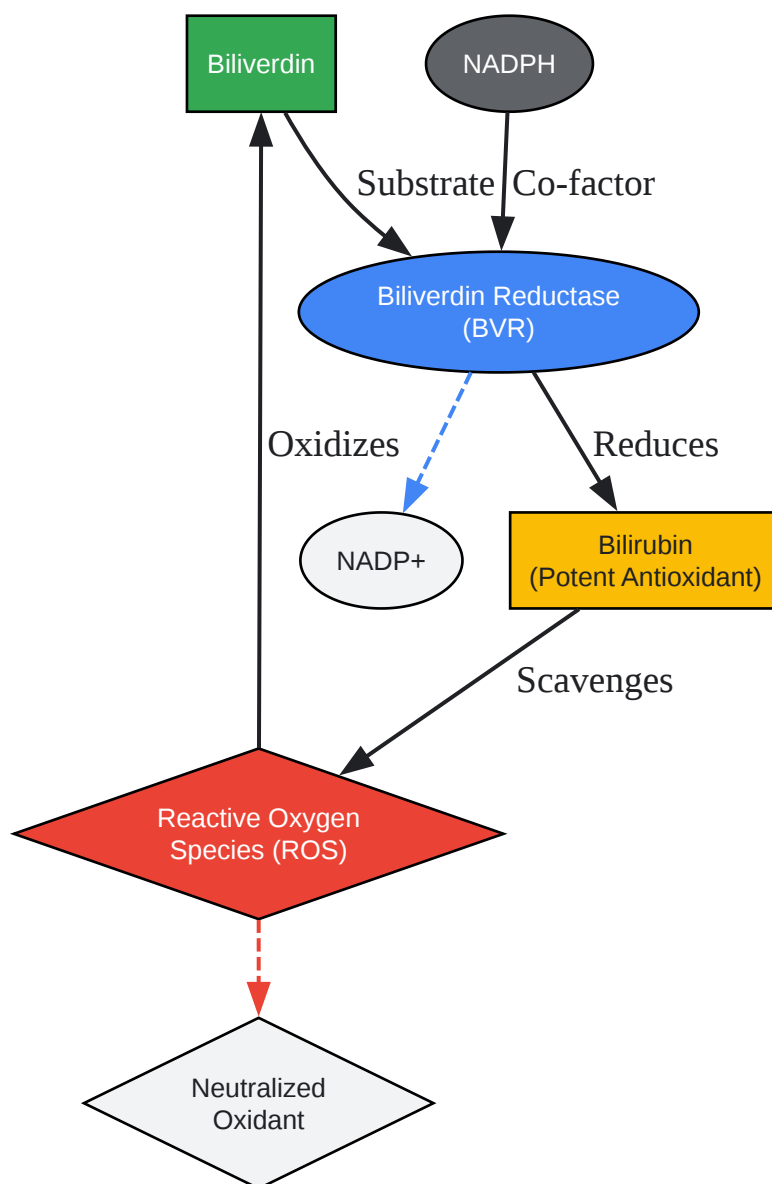 Biliverdin
NADPH
Substrate
Co-factor
Biliverdin Reductase
(BVR)
Oxidizes
Reduces
NADP+
Bilirubin
(Potent Antioxidant)
Scavenges
Reactive Oxygen
Species (ROS)
Neutralized
Oxidant